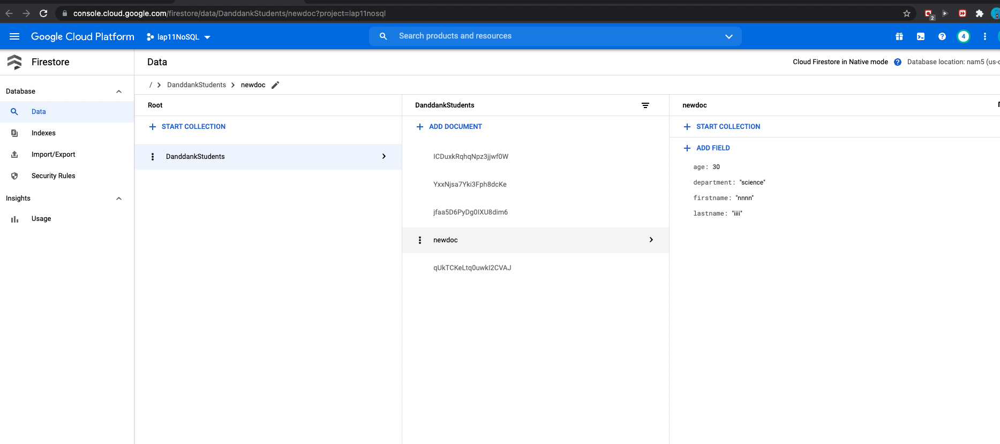 console.cloud.google.com/firestore/data/DanddankStudents/newdoc?project=lap11nosql
2
Google Cloud Platform
lap11NoSQL
Search products and resources
4
Firestore
Data
Cloud Firestore in Native mode
Database location: nam5 (us-c
/ > DanddankStudents > newdoc
Database
Data
Indexes
Import/Export
Security Rules
Insights
Usage
Root
+ START COLLECTION
DanddankStudents
DanddankStudents
+ ADD DOCUMENT
ICDuxkRqhqNpz3jjwf0W
YxxNjsa7Yki3Fph8dcKe
jfaa5D6PyDg0IXU8dim6
newdoc
qUkTCKeLtq0uwkI2CVAJ
newdoc
+ START COLLECTION
+ ADD FIELD
age: 30
department: "science"
firstname: "nnnn"
lastname: "iiii"